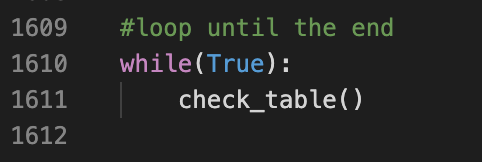 1609 #loop until the end
1610 while(True):
1611 check_table()
1612